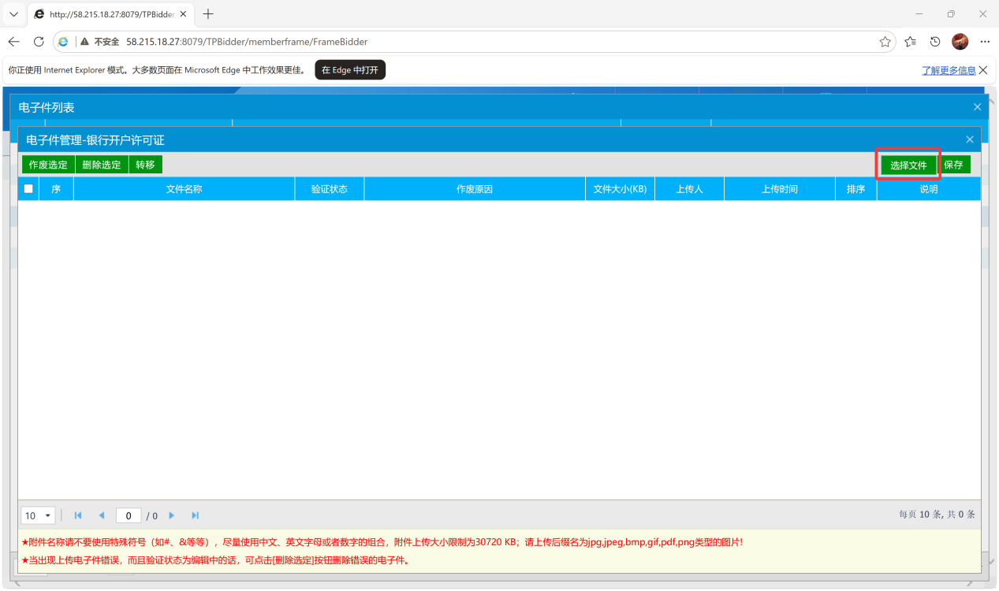 http://58.215.18.27:8079/TPBidder,
不安全 58.215.18.27:8079/TPBidder/memberframe/FrameBidder
你正使用 Internet Explorer 模式。大多数页面在 Microsoft Edge 中工作效果更佳。 在 Edge 中打开 了解更多信息
电子件列表
电子件管理-银行开户许可证
作废选定 删除选定 转移 选择文件 保存
序 文件名称 验证状态 作废原因 文件大小(KB) 上传人 上传时间 排序 说明
10 0 / 0 每页 10 条, 共 0 条
★附件名称请不要使用特殊符号（如#、&等等），尽量使用中文、英文字母或者数字的组合，附件上传大小限制为30720 KB；请上传后缀名为jpg,jpeg,bmp,gif,pdf,png类型的图片!
★当出现上传电子件错误，而且验证状态为编辑中的话，可点击[删除选定]按钮删除错误的电子件。